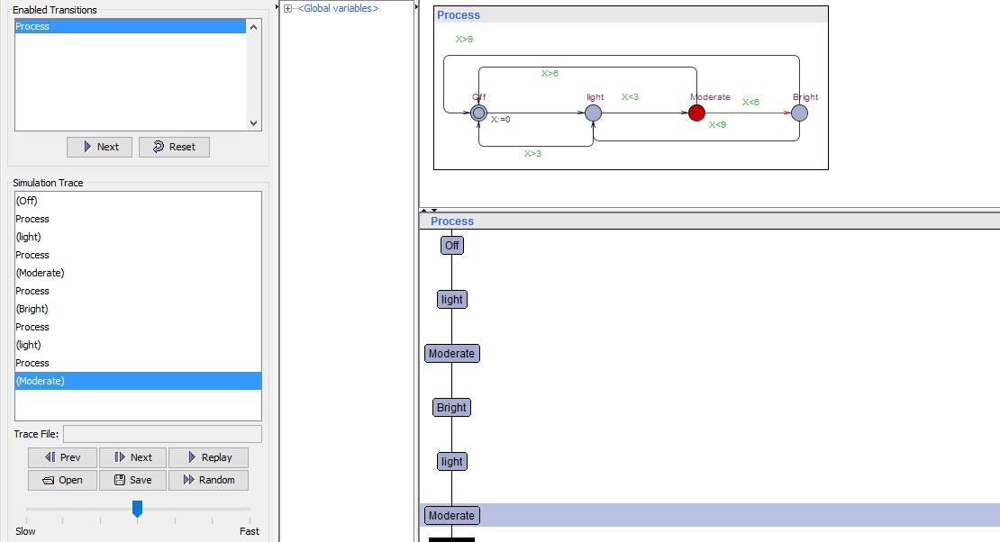 Enabled Transitions
Process
Next
Reset
Simulation Trace
(Off)
Process
(light)
Process
(Moderate)
Process
(Bright)
Process
(light)
Process
(Moderate)
Trace File:
Prev
Next
Replay
Open
Save
Random
Slow
Fast
<Global variables>
Process
X>9
X>6
Off
light
X<3
Moderate
X<6
Bright
X:=0
X<9
X>3
Process
Off
light
Moderate
Bright
light
Moderate